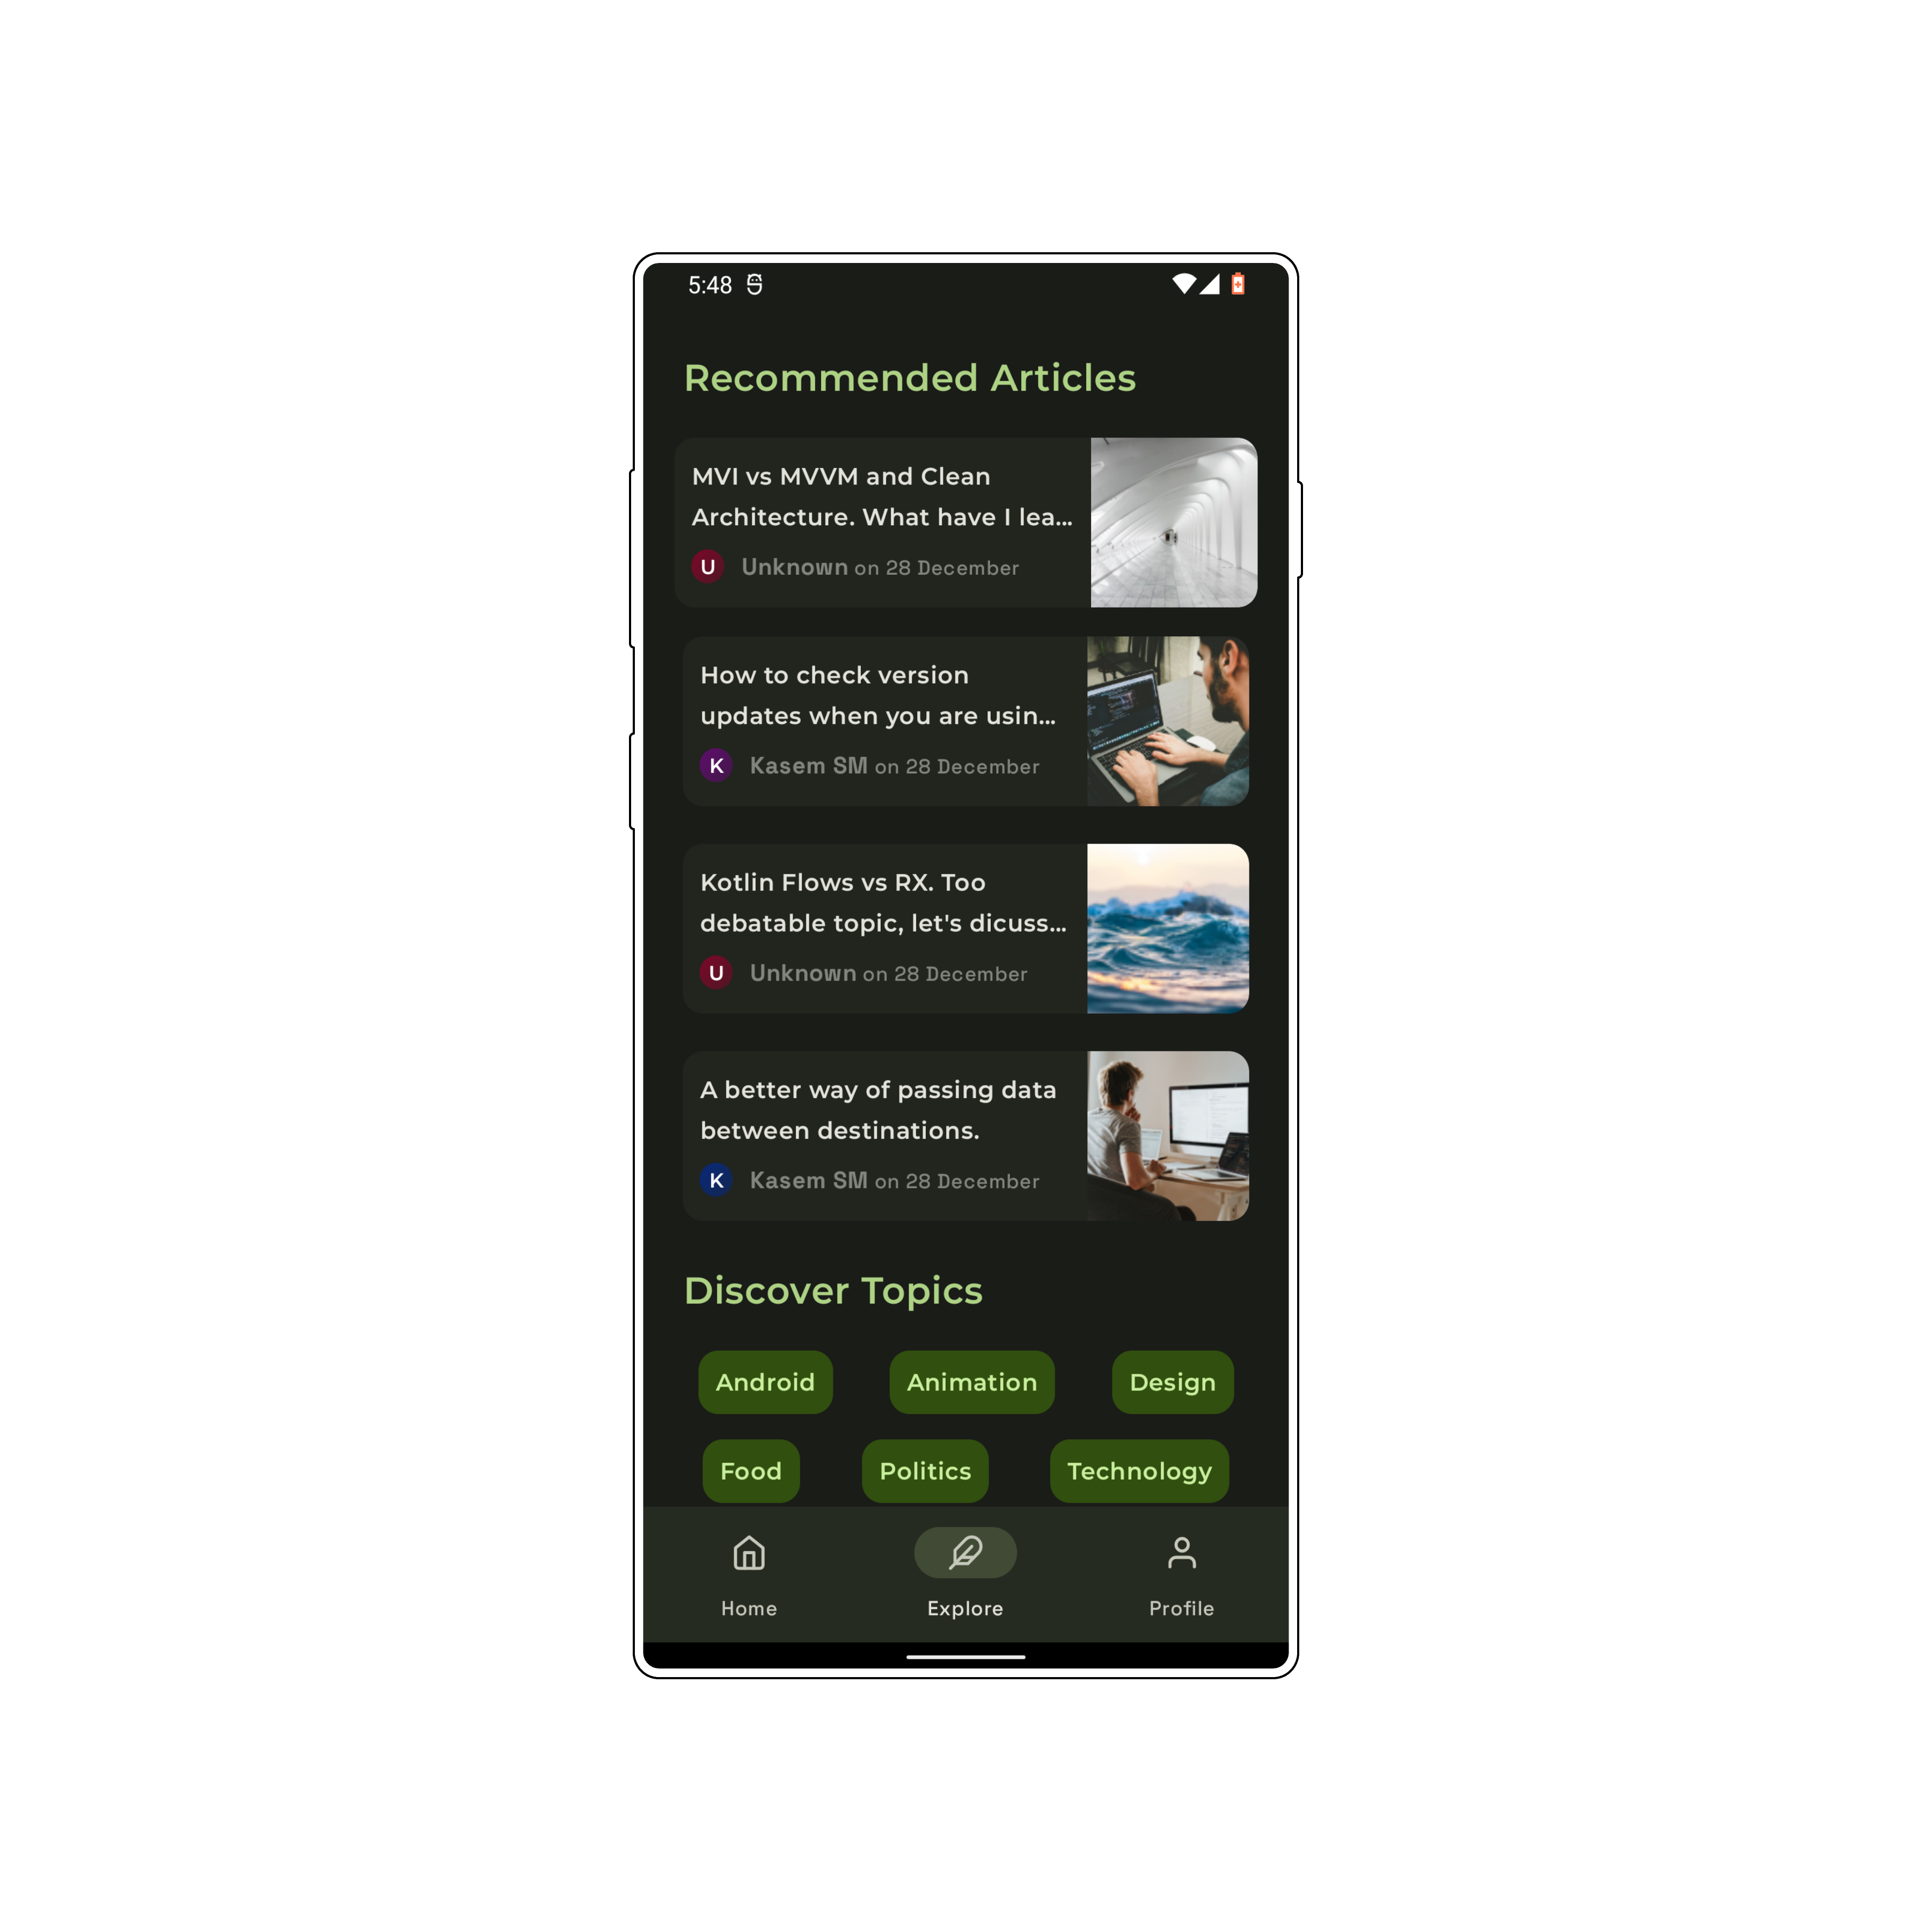 5:48
Recommended Articles
MVI vs MVVM and Clean
Architecture. What have I lea...
U Unknown on 28 December
How to check version
updates when you are usin...
K Kasem SM on 28 December
Kotlin Flows vs RX. Too
debatable topic, let's dicuss...
U Unknown on 28 December
A better way of passing data
between destinations.
K Kasem SM on 28 December
Discover Topics
Android Animation Design
Food Politics Technology
Home Explore Profile